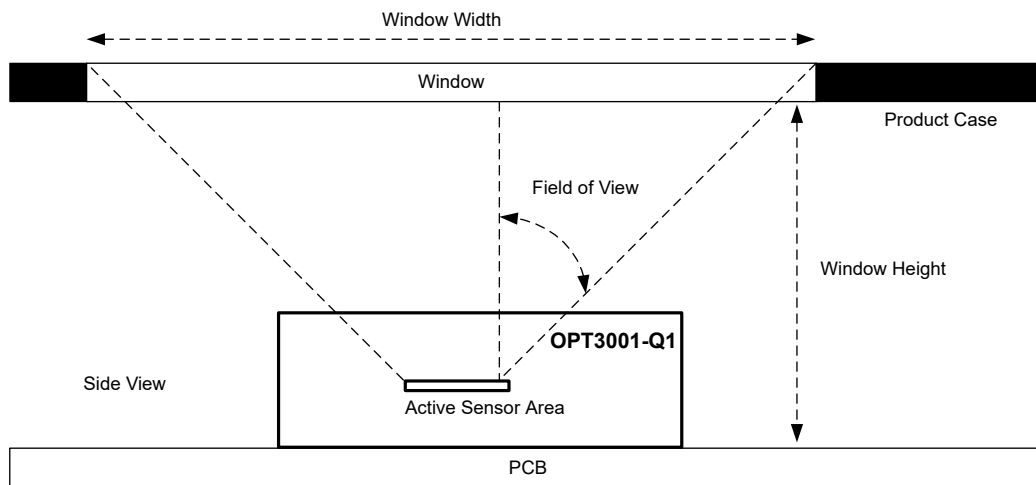 Window Width
Window
Product Case
Field of View
Window Height
OPT3001-Q1
Side View
Active Sensor Area
PCB